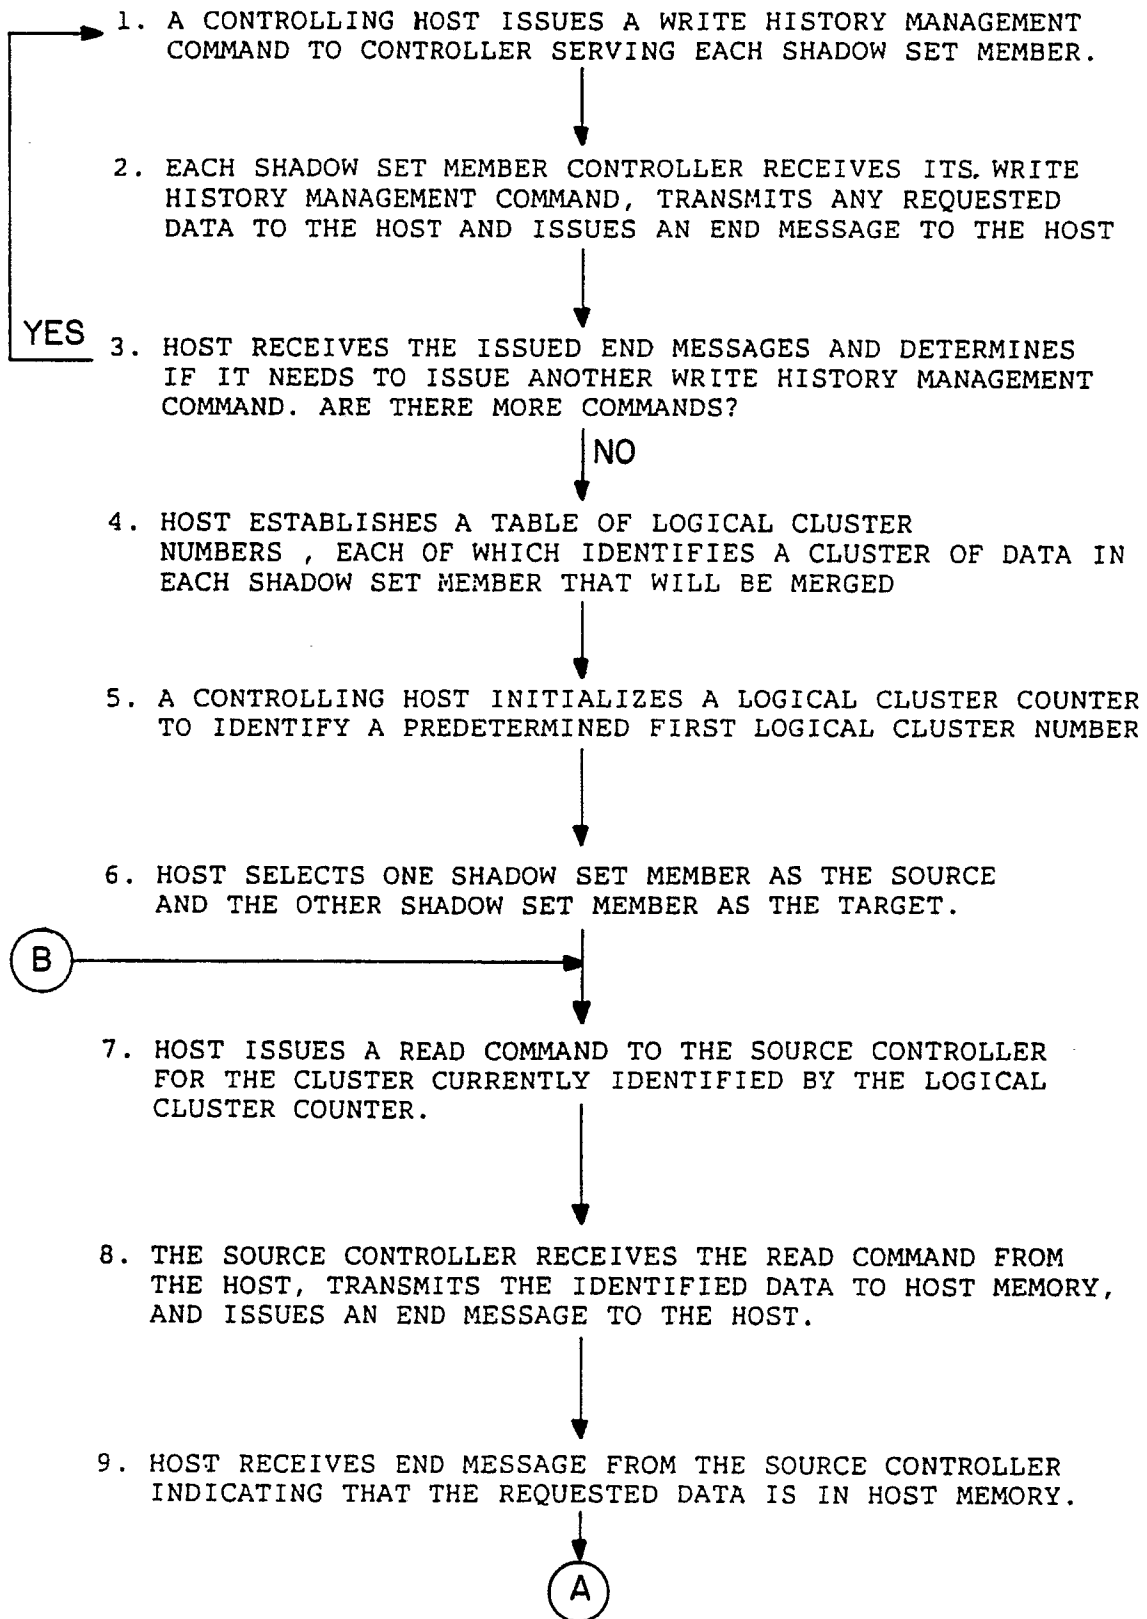 1. A CONTROLLING HOST ISSUES A WRITE HISTORY MANAGEMENT
COMMAND TO CONTROLLER SERVING EACH SHADOW SET MEMBER.
2. EACH SHADOW SET MEMBER CONTROLLER RECEIVES ITS. WRITE
HISTORY MANAGEMENT COMMAND, TRANSMITS ANY REQUESTED
DATA TO THE HOST AND ISSUES AN END MESSAGE TO THE HOST
YES
3. HOST RECEIVES THE ISSUED END MESSAGES AND DETERMINES
IF IT NEEDS TO ISSUE ANOTHER WRITE HISTORY MANAGEMENT
COMMAND. ARE THERE MORE COMMANDS?
NO
4. HOST ESTABLISHES A TABLE OF LOGICAL CLUSTER
NUMBERS , EACH OF WHICH IDENTIFIES A CLUSTER OF DATA IN
EACH SHADOW SET MEMBER THAT WILL BE MERGED
5. A CONTROLLING HOST INITIALIZES A LOGICAL CLUSTER COUNTER
TO IDENTIFY A PREDETERMINED FIRST LOGICAL CLUSTER NUMBER
6. HOST SELECTS ONE SHADOW SET MEMBER AS THE SOURCE
AND THE OTHER SHADOW SET MEMBER AS THE TARGET.
B
7. HOST ISSUES A READ COMMAND TO THE SOURCE CONTROLLER
FOR THE CLUSTER CURRENTLY IDENTIFIED BY THE LOGICAL
CLUSTER COUNTER.
8. THE SOURCE CONTROLLER RECEIVES THE READ COMMAND FROM
THE HOST, TRANSMITS THE IDENTIFIED DATA TO HOST MEMORY,
AND ISSUES AN END MESSAGE TO THE HOST.
9. HOST RECEIVES END MESSAGE FROM THE SOURCE CONTROLLER
INDICATING THAT THE REQUESTED DATA IS IN HOST MEMORY.
A